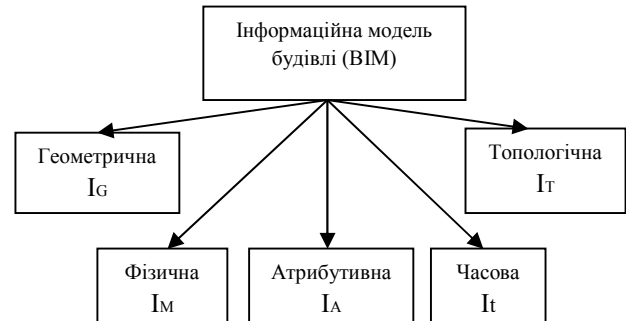 Інформаційна модель
будівлі (BIM)
Геометрична
IG
Топологічна
IT
Фізична
IM
Атрибутивна
IA
Часова
It